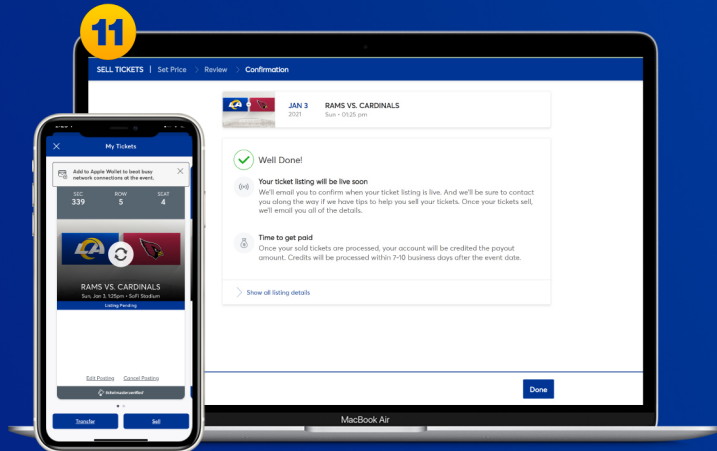 11
SELL TICKETS | Set Price > Review > Confirmation
JAN 3 RAMS VS. CARDINALS
2021 Sun • 01:25 pm
Well Done!
Your ticket listing will be live soon
We'll email you to confirm when your ticket listing is live. And we'll be sure to contact
you along the way if we have tips to help you sell your tickets. Once your tickets sell,
we'll email you all of the details.
Time to get paid
Once your sold tickets are processed, your account will be credited the payout
amount. Credits will be processed within 7-10 business days after the event date.
Show all listing details
Done
MacBook Air
My Tickets
Add to Apple Wallet to beat busy
network connections at the event.
SEC ROW SEAT
339 5 4
RAMS VS. CARDINALS
Sun, Jan 3, 1:25pm • SoFi Stadium
Listing Pending
Edit Posting Cancel Posting
ticketmaster verified
Transfer Sell